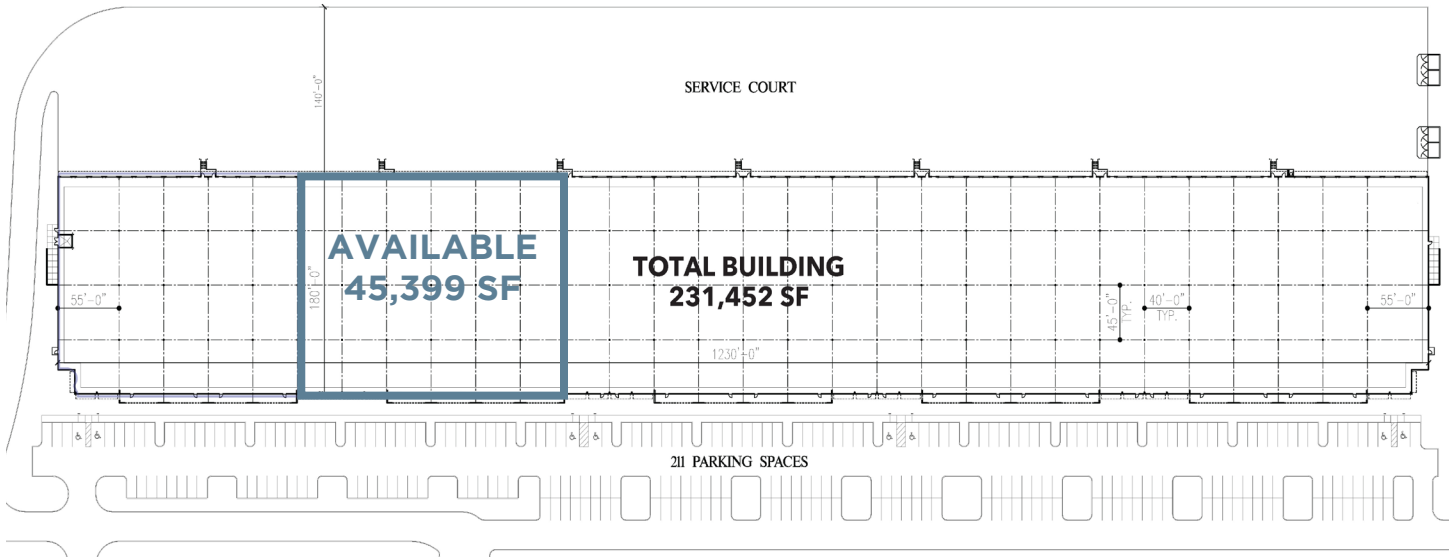 140'-0"
SERVICE COURT
AVAILABLE
45,399 SF
180'-0"
TOTAL BUILDING
231,452 SF
55'-0"
45'-0"
TYP.
40'-0"
TYP.
55'-0"
1230'-0"
211 PARKING SPACES